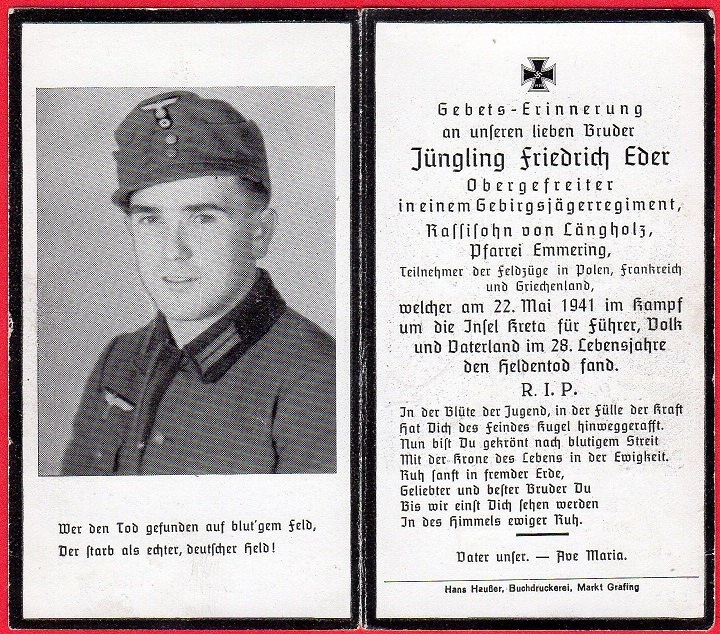 Wer den Tod gefunden auf blut'gem Feld,
Der starb als echter, deutscher Held!
Gebets-Erinnerung
an unseren lieben Bruder
Jüngling Friedrich Eder
Obergefreiter
in einem Gebirgsjägerregiment,
Kassisohn von Längholz,
Pfarrei Emmering,
Teilnehmer der Feldzüge in Polen, Frankreich
und Griechenland,
welcher am 22. Mai 1941 im Kampf
um die Insel Kreta für Führer, Volk
und Vaterland im 28. Lebensjahre
den Heldentod fand.
R. I. P.
In der Blüte der Jugend, in der Fülle der Kraft
Hat Dich des Feindes Kugel hinweggerafft.
Nun bist Du gekrönt nach blutigem Streit
Mit der Krone des Lebens in der Ewigkeit.
Ruh sanft in fremder Erde,
Geliebter und bester Bruder Du
Bis wir einst Dich sehen werden
In des Himmels ewiger Ruh.
Vater unser. — Ave Maria.
Hans Haußer, Buchdruckerei, Markt Grafing